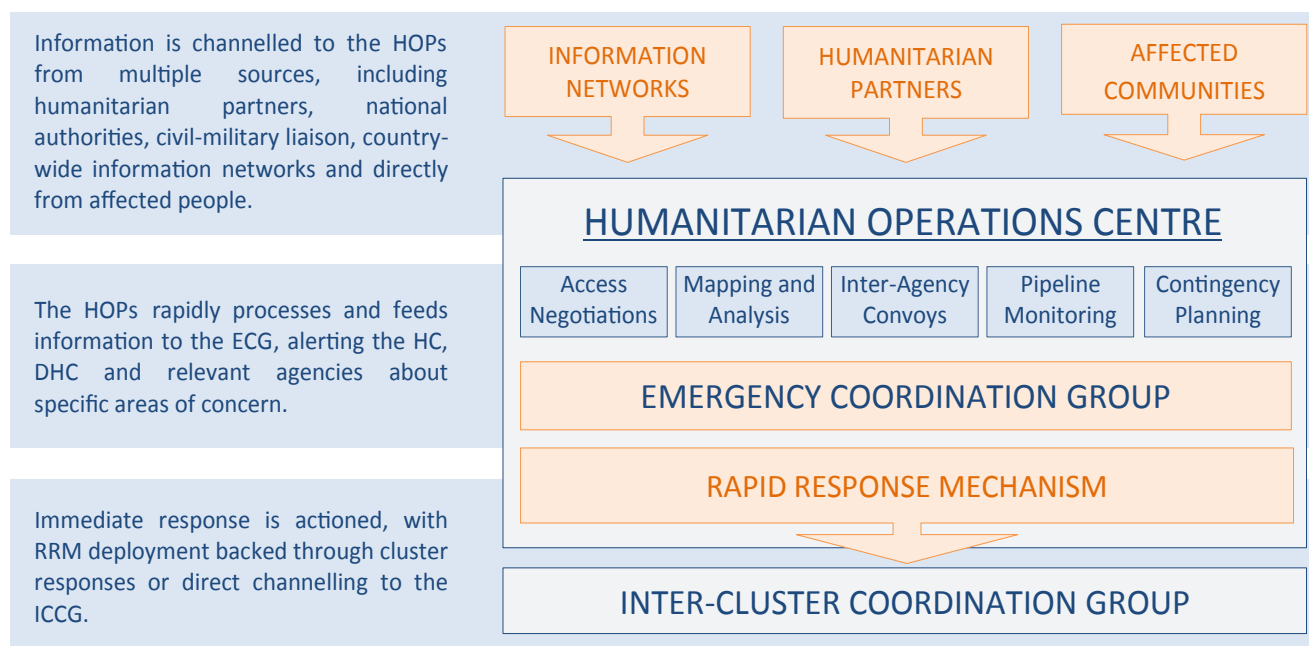 Information is channelled to the HOPs
from multiple sources, including
humanitarian partners, national
authorities, civil-military liaison, country-
wide information networks and directly
from affected people.
INFORMATION
NETWORKS
HUMANITARIAN
PARTNERS
AFFECTED
COMMUNITIES
HUMANITARIAN OPERATIONS CENTRE
Access
Negotiations
Mapping and
Analysis
Inter-Agency
Convoys
Pipeline
Monitoring
Contingency
Planning
The HOPs rapidly processes and feeds
information to the ECG, alerting the HC,
DHC and relevant agencies about
specific areas of concern.
EMERGENCY COORDINATION GROUP
RAPID RESPONSE MECHANISM
Immediate response is actioned, with
RRM deployment backed through cluster
responses or direct channelling to the
ICCG.
INTER-CLUSTER COORDINATION GROUP